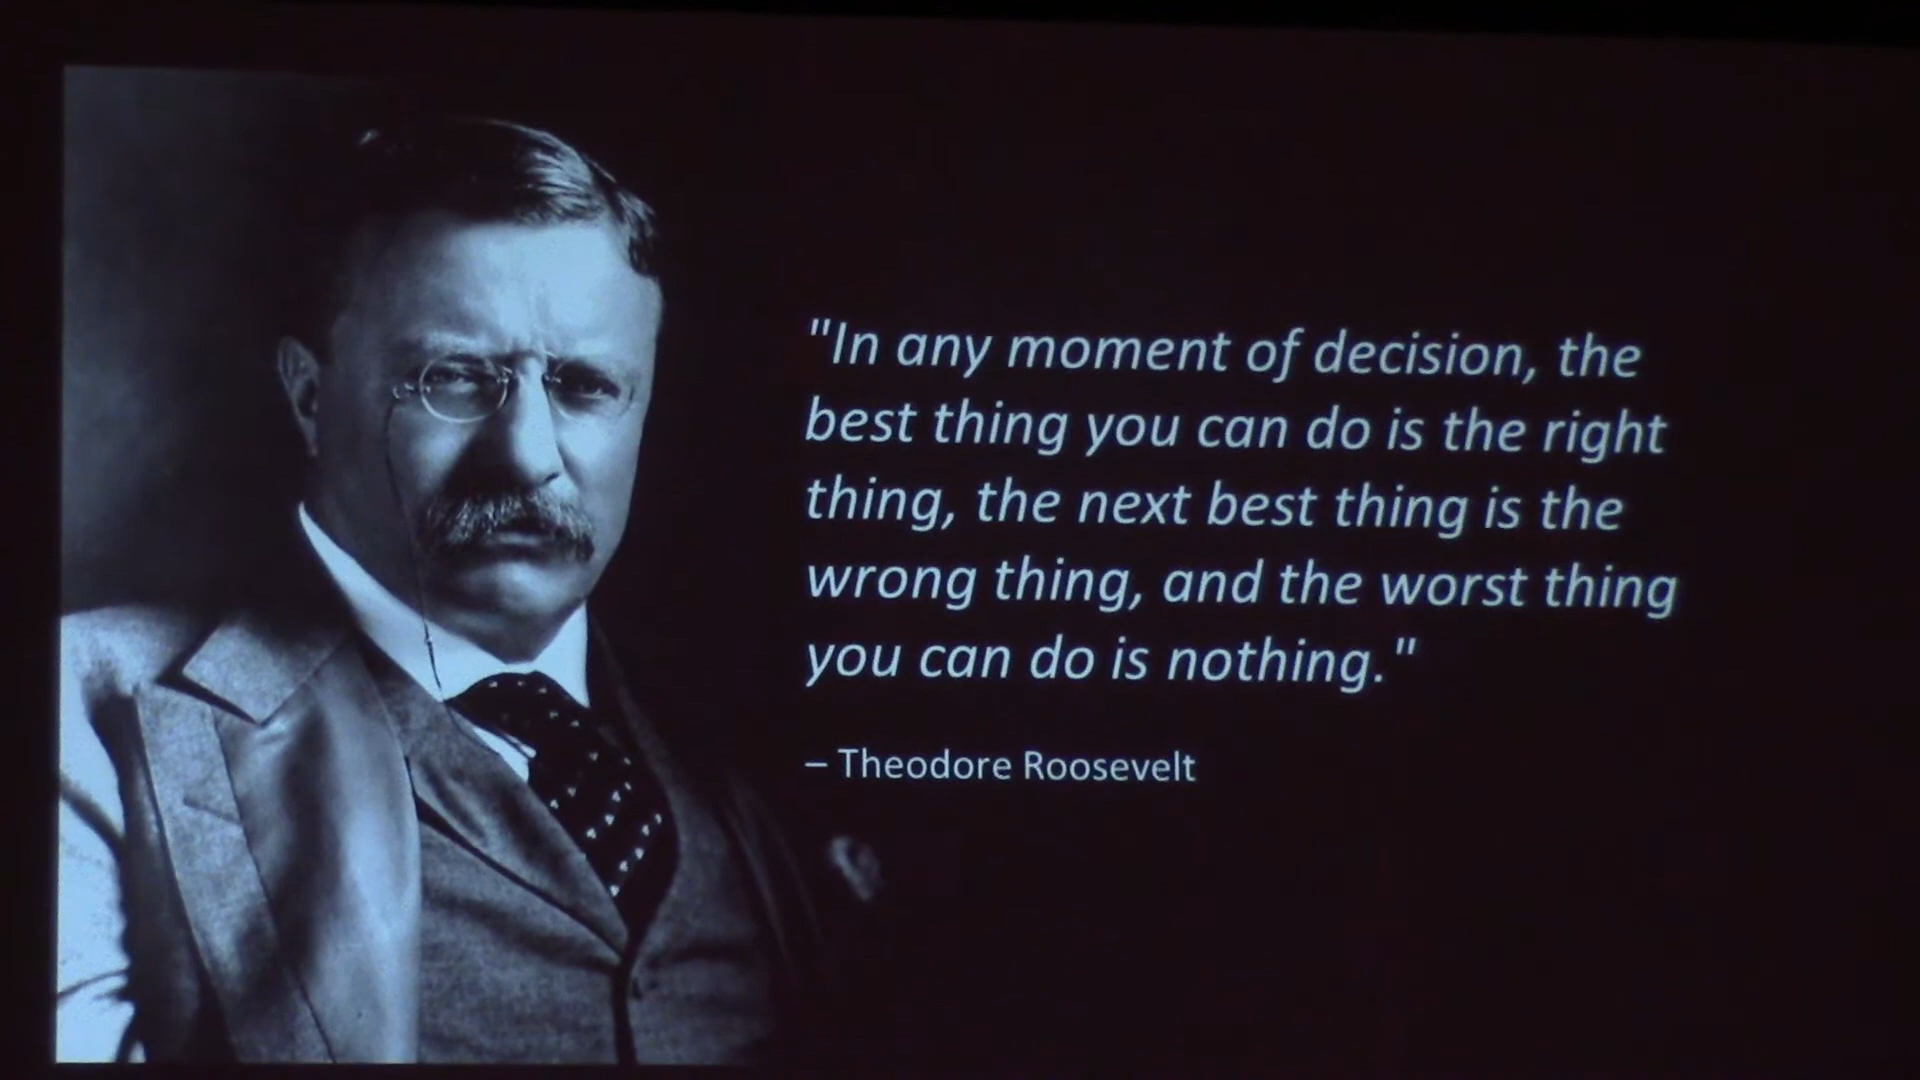 "In any moment of decision, the
best thing you can do is the right
thing, the next best thing is the
wrong thing, and the worst thing
you can do is nothing."
– Theodore Roosevelt